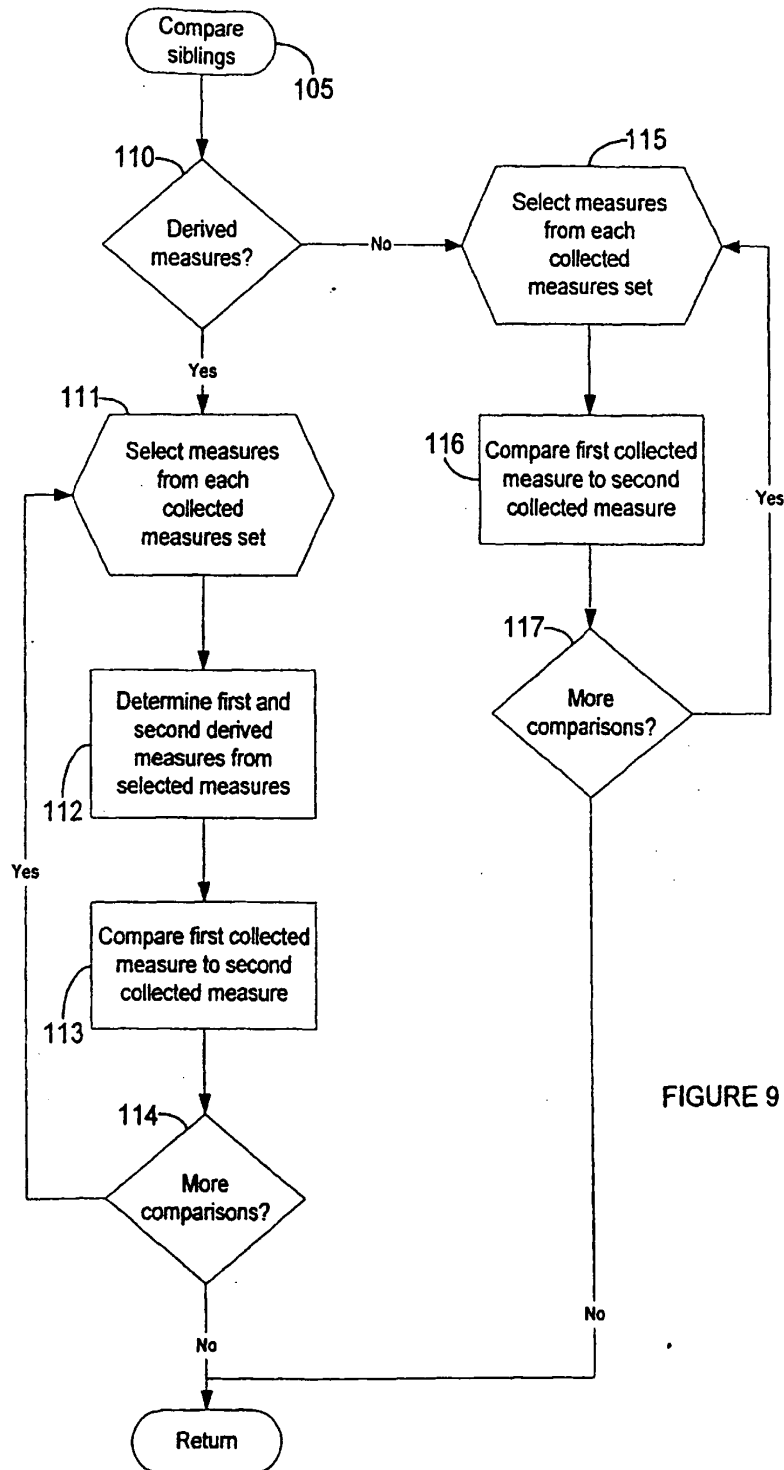 Compare
siblings
105
110
Derived
measures?
No
Yes
115
Select measures
from each
collected
measures set
116
Compare first collected
measure to second
collected measure
Yes
117
More
comparisons?
No
111
Select measures
from each
collected
measures set
Determine first and
second derived
measures from
selected measures
112
Yes
Compare first collected
measure to second
collected measure
113
114
More
comparisons?
No
Return
FIGURE 9